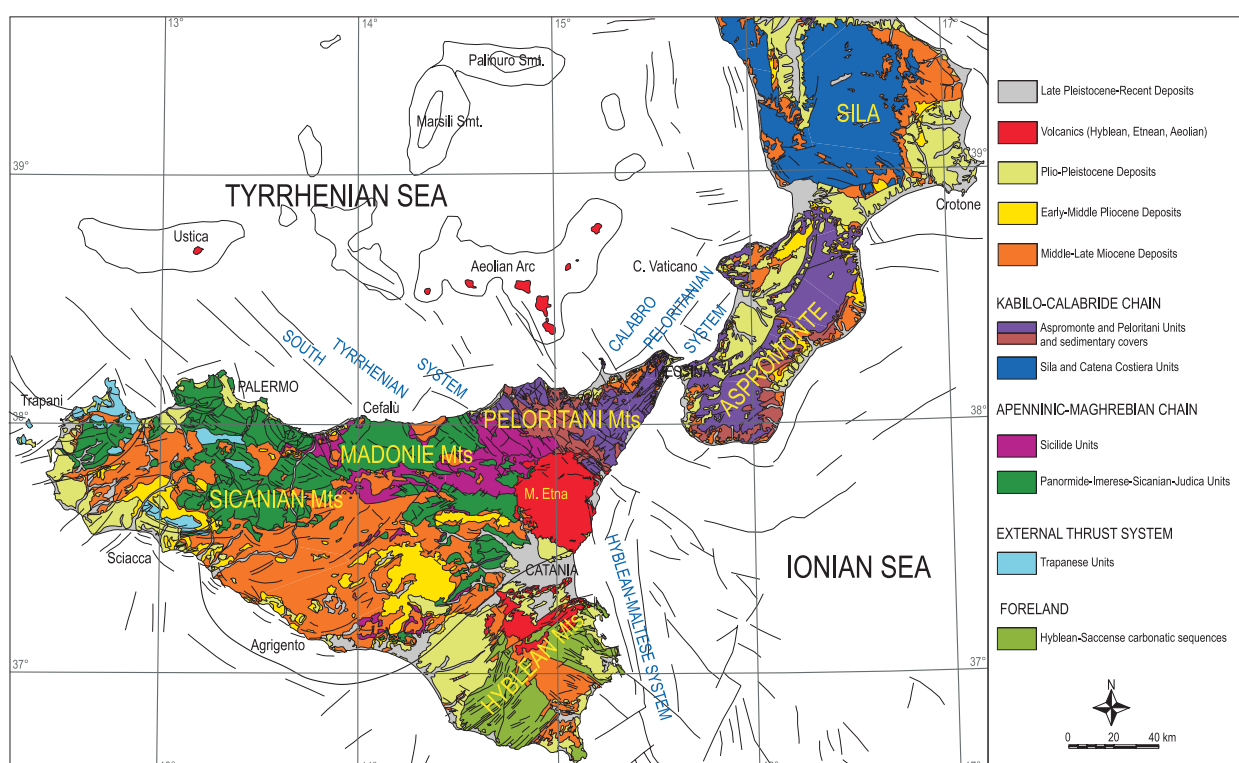 13°
14°
15°
17°
Palinuro Smt.
Marsili Smt.
SILA
39°
39°
TYRRHENIAN SEA
Crotone
Ustica
Aeolian Arc
C. Vaticano
CALABRO
PELORITANIAN
SYSTEM
SOUTH
TYRRHENIAN
SYSTEM
ASPROMONTE
MESSINA
Trapani
PALERMO
Cefalù
38°
38°
PELORITANI Mts
MADONIE Mts
SICANIAN Mts
M. Etna
Sciacca
CATANIA
HYBLEAN-MALTESE SYSTEM
IONIAN SEA
Agrigento
HYBLEAN Mts
37°
37°
Late Pleistocene-Recent Deposits
Volcanics (Hyblean, Etnean, Aeolian)
Plio-Pleistocene Deposits
Early-Middle Pliocene Deposits
Middle-Late Miocene Deposits
KABILO-CALABRIDE CHAIN
Aspromonte and Peloritani Units
and sedimentary covers
Sila and Catena Costiera Units
APENNINIC-MAGHREBIAN CHAIN
Sicilide Units
Panormide-Imerese-Sicanian-Judica Units
EXTERNAL THRUST SYSTEM
Trapanese Units
FORELAND
Hyblean-Saccense carbonatic sequences
N
0 20 40 km